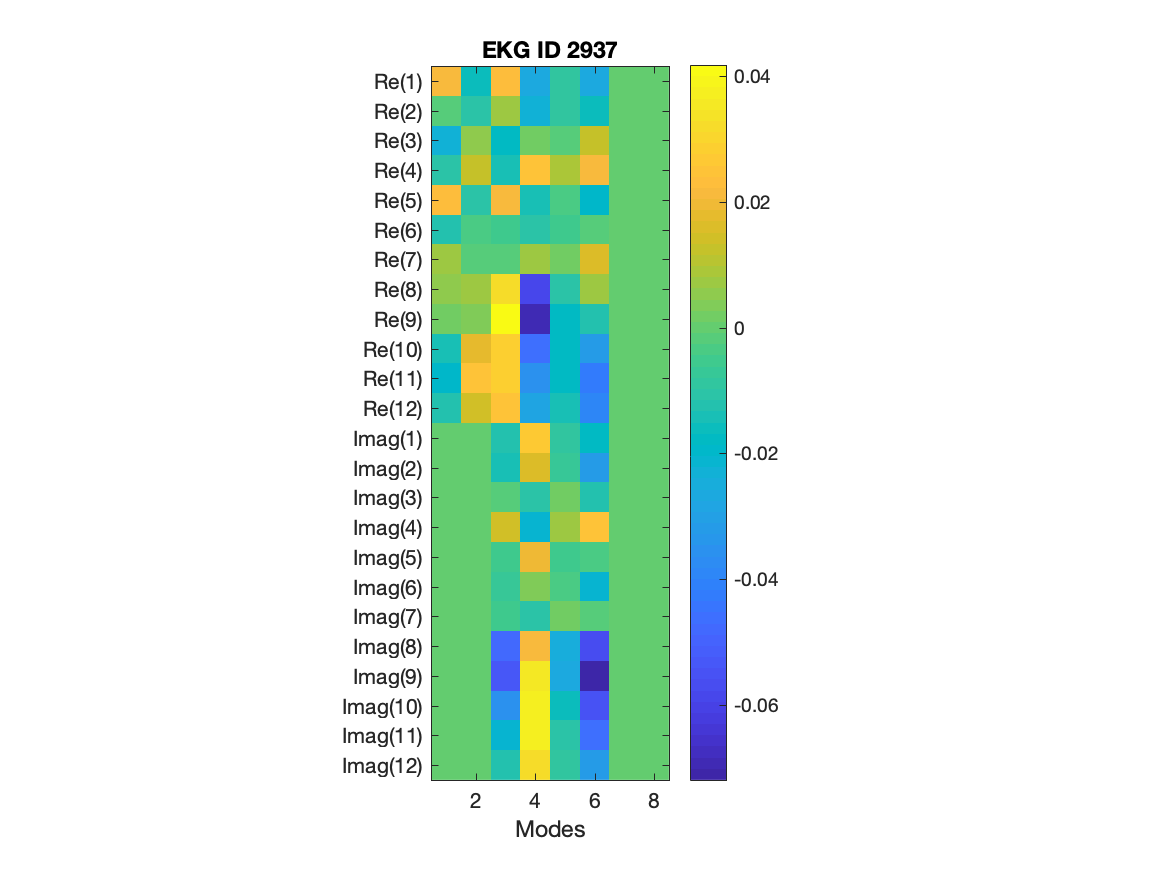 EKG ID 2937
Re(1)
Re(2)
Re(3)
Re(4)
Re(5)
Re(6)
Re(7)
Re(8)
Re(9)
Re(10)
Re(11)
Re(12)
Imag(1)
Imag(2)
Imag(3)
Imag(4)
Imag(5)
Imag(6)
Imag(7)
Imag(8)
Imag(9)
Imag(10)
Imag(11)
Imag(12)
2 4 6 8
Modes
0.04
0.02
0
-0.02
-0.04
-0.06